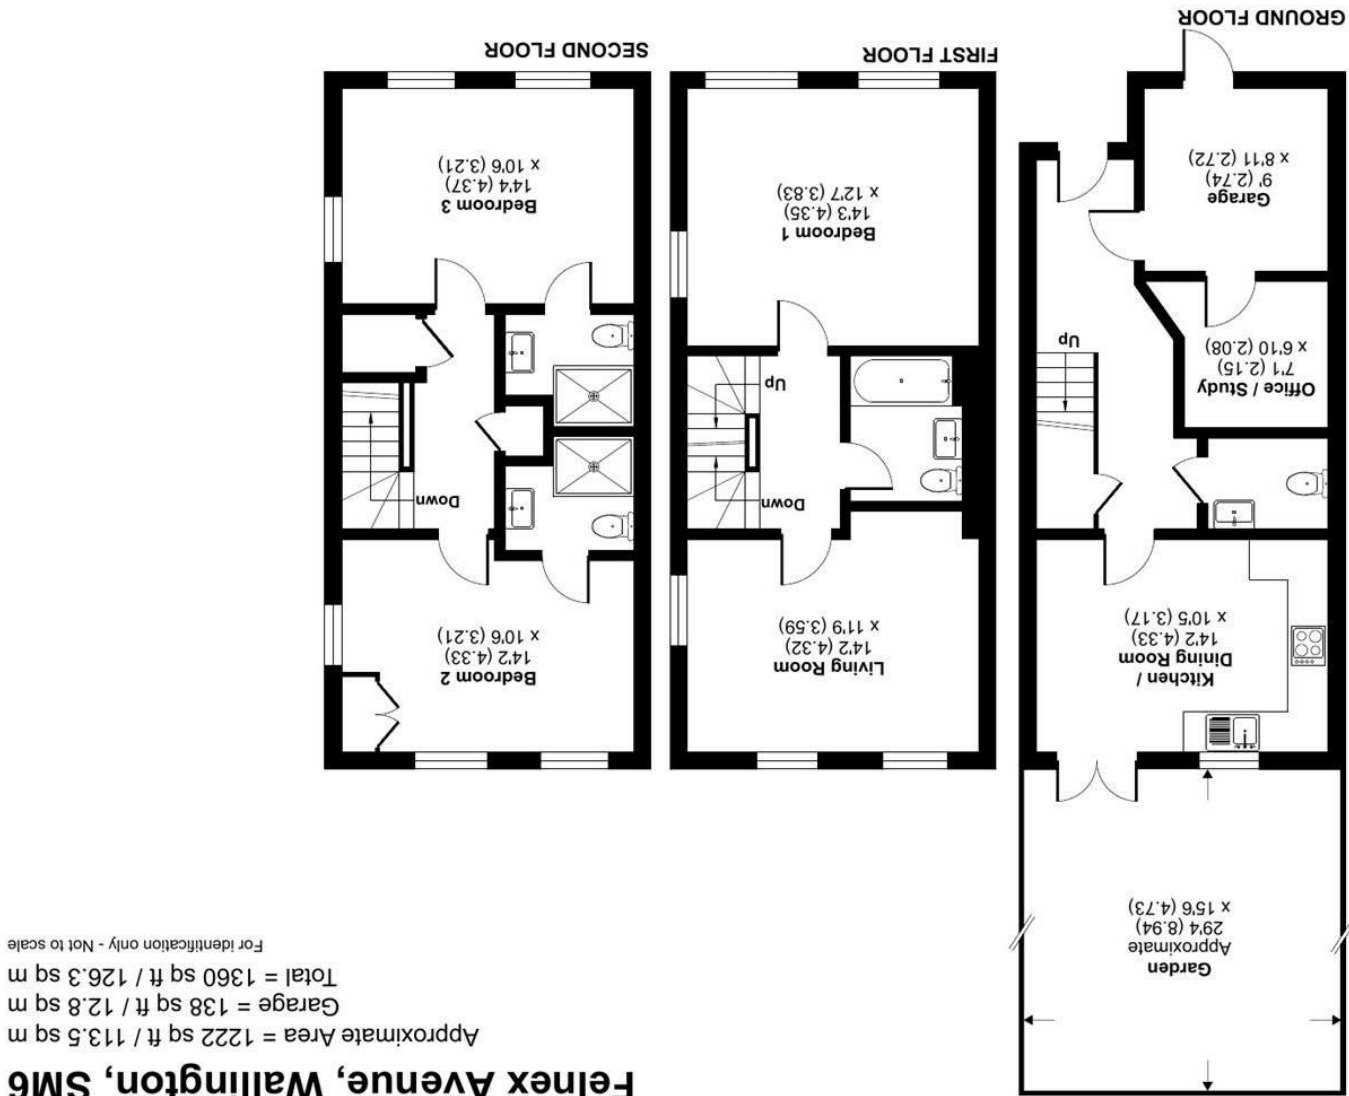 Felnex Avenue, Wallington, SM6
Approximate Area = 1222 sq ft / 113.5 sq m
Garage = 138 sq ft / 12.8 sq m
Total = 1360 sq ft / 126.3 sq m
For identification only - Not to scale
Garden
Approximate
29'4 (8.94)
x 15'6 (4.73)
Kitchen /
Dining Room
14'2 (4.33)
x 10'5 (3.17)
Up
Office / Study
7'1 (2.15)
x 6'10 (2.08)
Garage
9' (2.74)
x 8'11 (2.72)
GROUND FLOOR
Living Room
14'2 (4.32)
x 11'9 (3.59)
Down
Up
Bedroom 1
14'3 (4.35)
x 12'7 (3.83)
FIRST FLOOR
Bedroom 2
14'2 (4.33)
x 10'6 (3.21)
Down
Bedroom 3
14'4 (4.37)
x 10'6 (3.21)
SECOND FLOOR